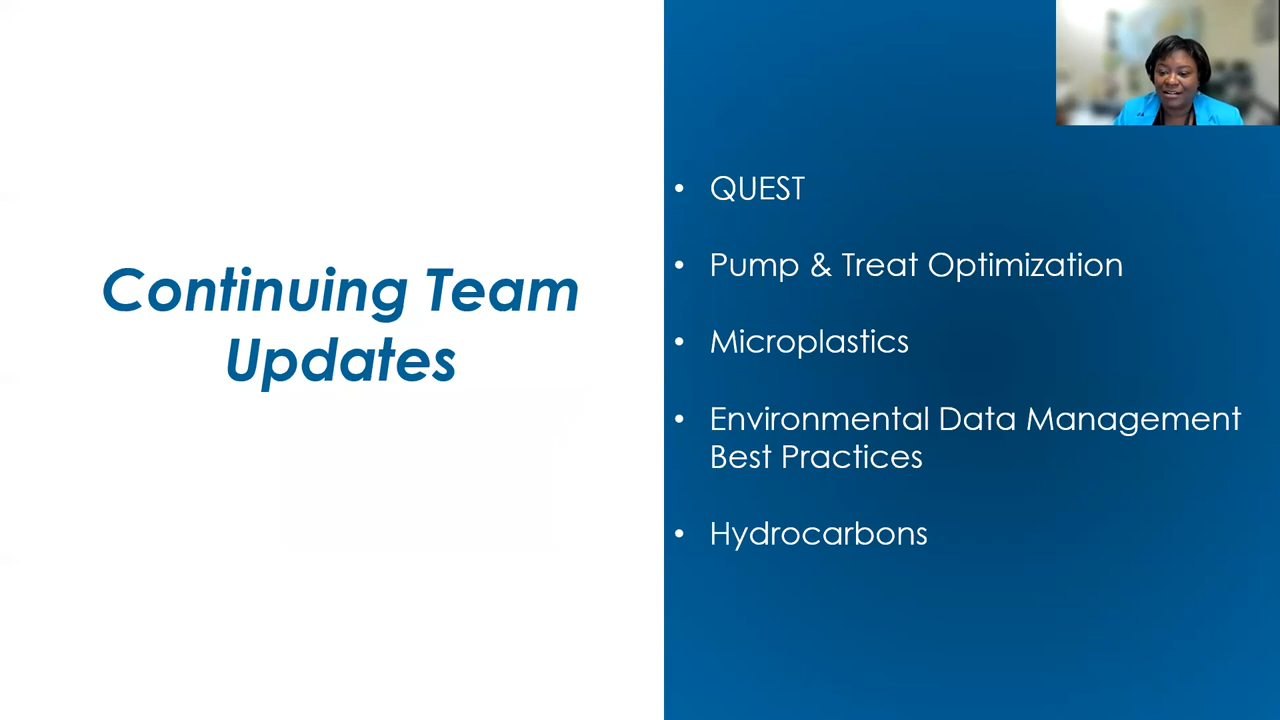 Continuing Team
Updates
• QUEST
• Pump & Treat Optimization
• Microplastics
• Environmental Data Management
Best Practices
• Hydrocarbons